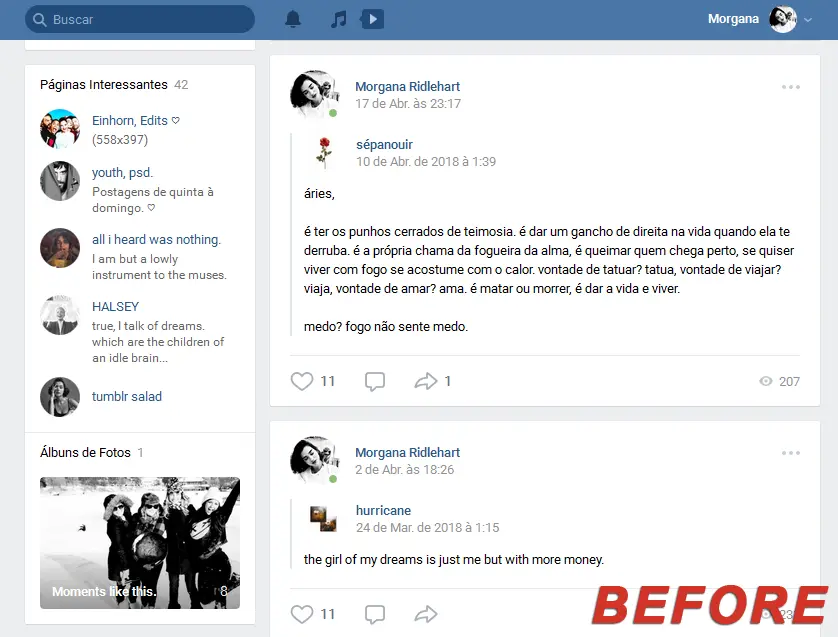 Buscar
Morgana
Páginas Interessantes 42
Einhorn, Edits ♡
(558x397)
youth, psd.
Postagens de quinta à
domingo. ♡
all i heard was nothing.
I am but a lowly
instrument to the muses.
HALSEY
true, I talk of dreams.
which are the children of
an idle brain...
tumblr salad
Álbuns de Fotos 1
Moments like this.
8
Morgana Ridlehart
17 de Abr. às 23:17
sépanouir
10 de Abr. de 2018 à 1:39
áries,
é ter os punhos cerrados de teimosia. é dar um gancho de direita na vida quando ela te
derruba. é a própria chama da fogueira da alma, é queimar quem chega perto, se quiser
viver com fogo se acostume com o calor. vontade de tatuar? tatua, vontade de viajar?
viaja, vontade de amar? ama. é matar ou morrer, é dar a vida e viver.
medo? fogo não sente medo.
11
1
207
Morgana Ridlehart
2 de Abr. às 18:26
hurricane
24 de Mar. de 2018 à 1:15
the girl of my dreams is just me but with more money.
11
BEFORE